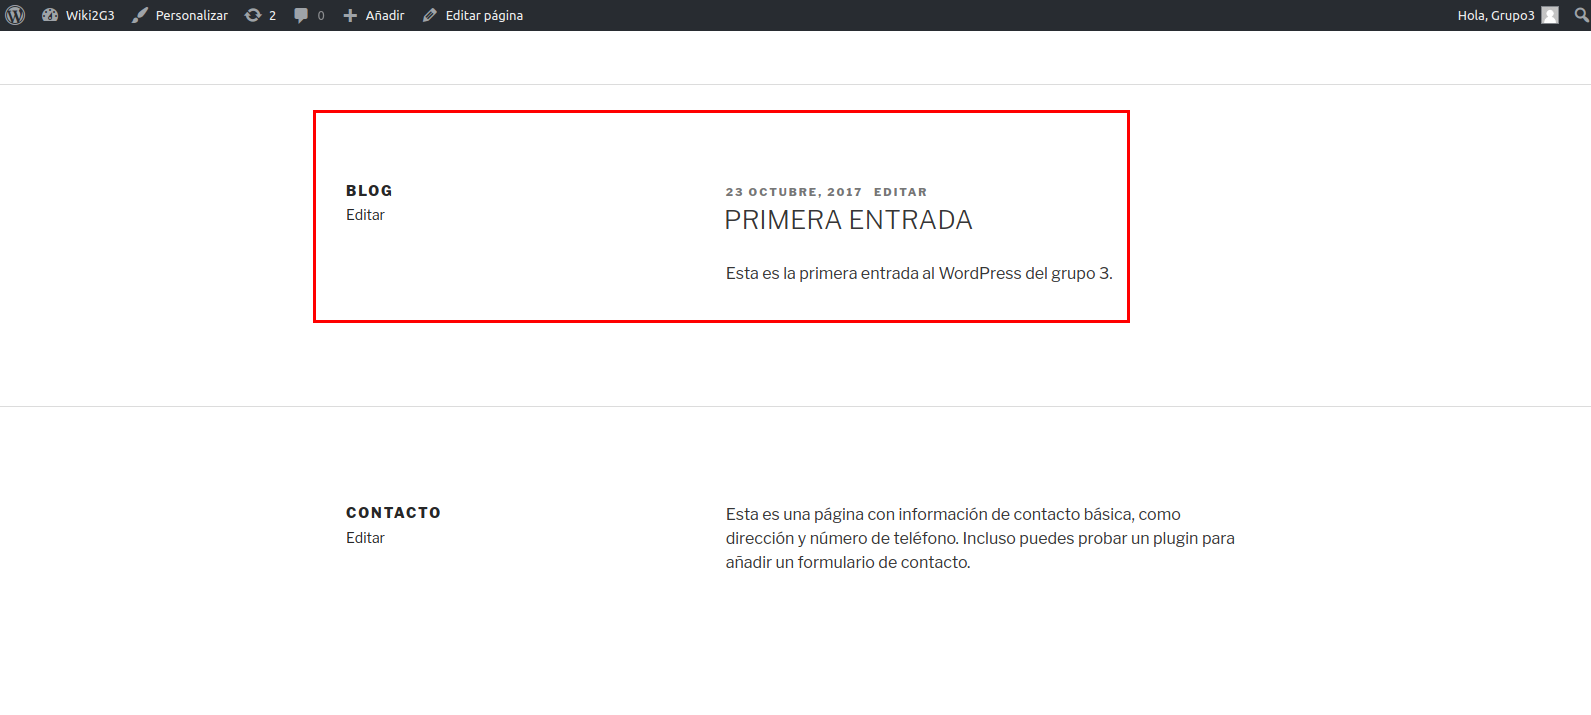 Wiki2G3 Personalizar 2 0 Añadir Editar página Hola, Grupo3
BLOG
Editar
23 OCTUBRE, 2017 EDITAR
PRIMERA ENTRADA
Esta es la primera entrada al WordPress del grupo 3.
CONTACTO
Editar
Esta es una página con información de contacto básica, como
dirección y número de teléfono. Incluso puedes probar un plugin para
añadir un formulario de contacto.